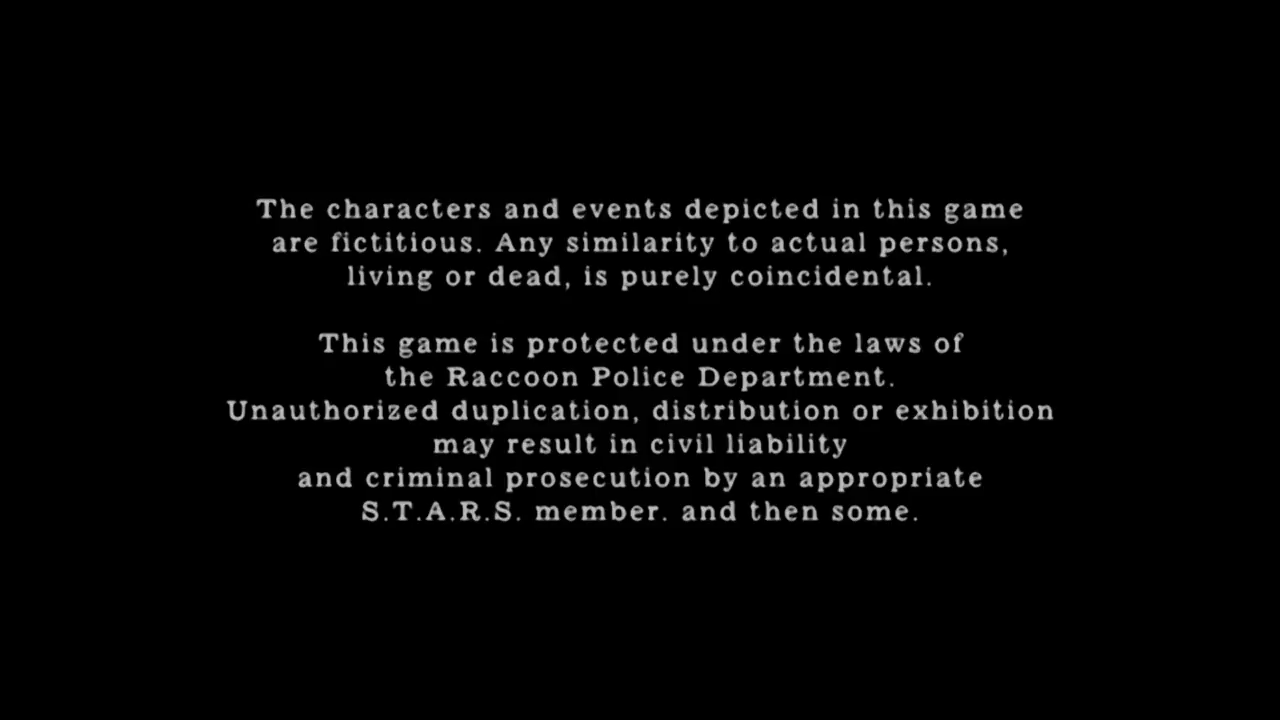 The characters and events depicted in this game
are fictitious. Any similarity to actual persons,
living or dead, is purely coincidental.
This game is protected under the laws of
the Raccoon Police Department.
Unauthorized duplication, distribution or exhibition
may result in civil liability
and criminal prosecution by an appropriate
S.T.A.R.S. member. and then some.